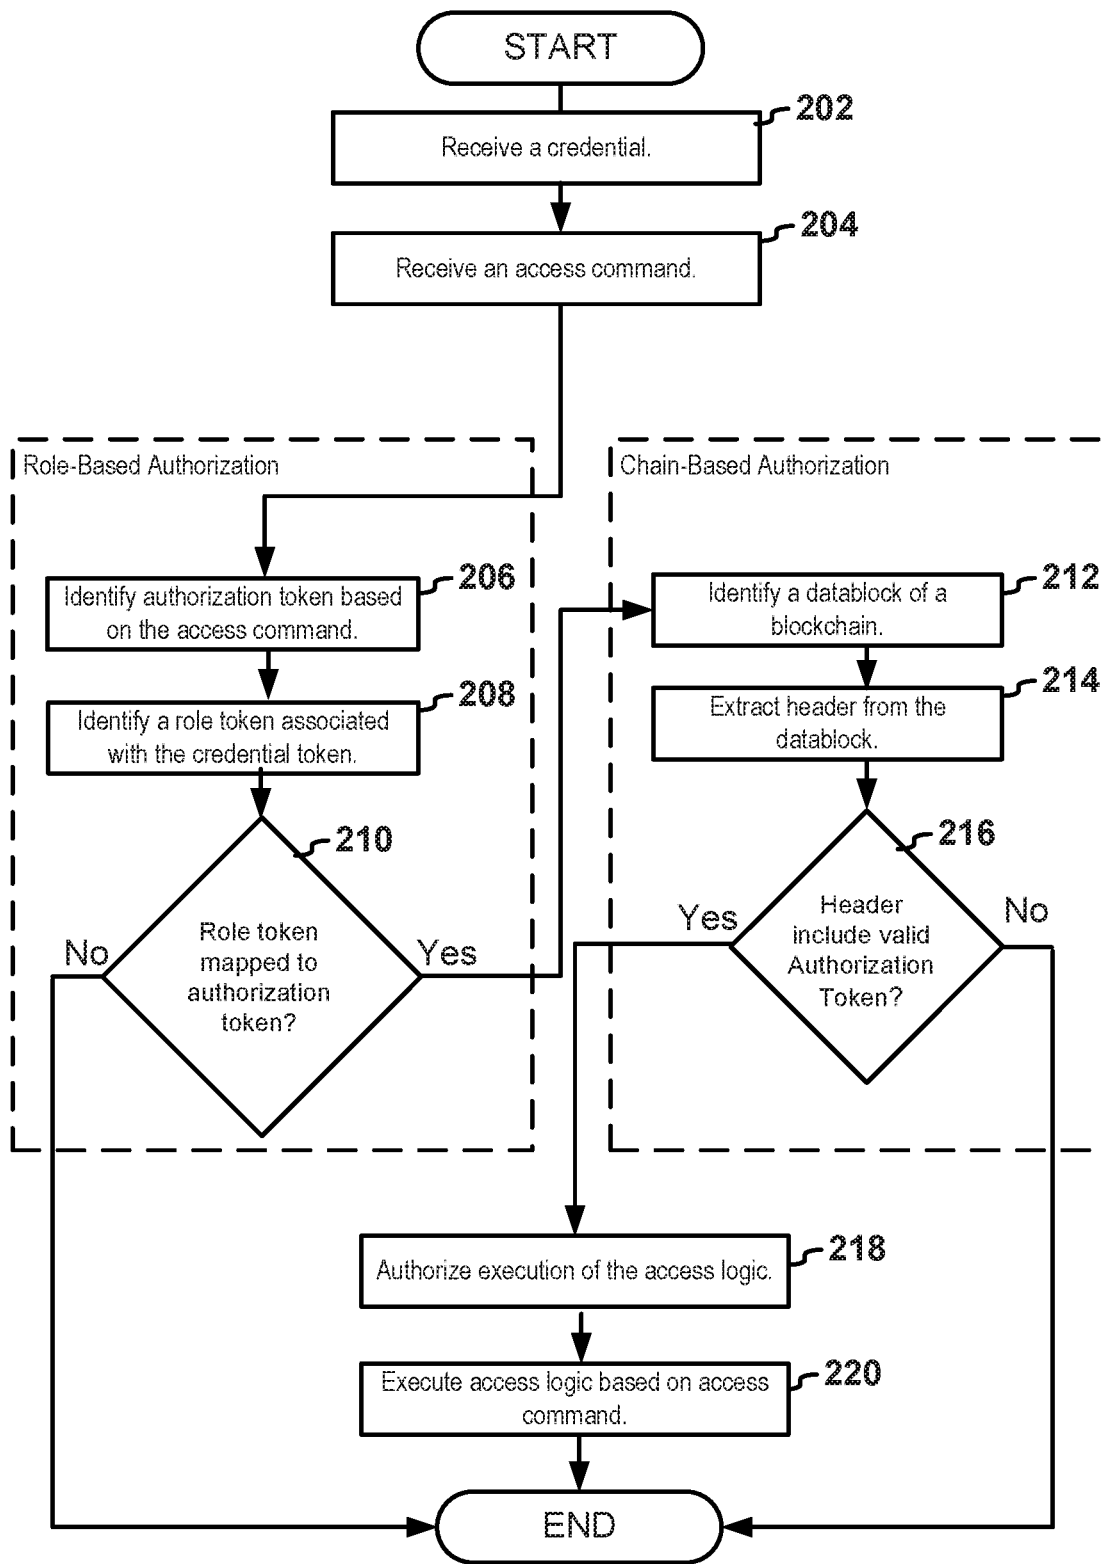 START
202
Receive a credential.
204
Receive an access command.
Role-Based Authorization
206
Identify authorization token based
on the access command.
208
Identify a role token associated
with the credential token.
210
Role token
mapped to
authorization
token?
No
Yes
Chain-Based Authorization
212
Identify a datablock of a
blockchain.
214
Extract header from the
datablock.
216
Header
include valid
Authorization
Token?
Yes
No
218
Authorize execution of the access logic.
220
Execute access logic based on access
command.
END